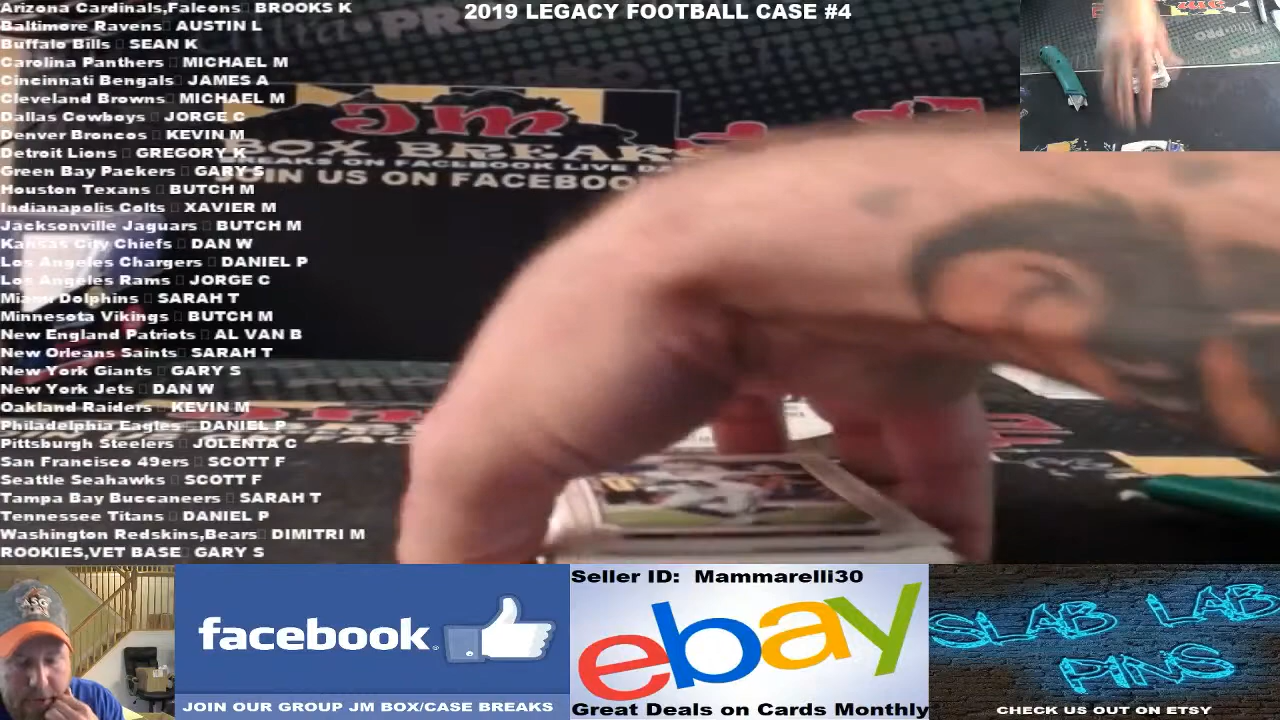 2019 LEGACY FOOTBALL CASE #4
Arizona Cardinals,Falcons BROOKS K
Baltimore Ravens AUSTIN L
Buffalo Bills SEAN K
Carolina Panthers MICHAEL M
Cincinnati Bengals JAMES A
Cleveland Browns MICHAEL M
Dallas Cowboys JORGE C
Denver Broncos KEVIN M
Detroit Lions GREGORY K
Green Bay Packers GARY S
Houston Texans BUTCH M
Indianapolis Colts XAVIER M
Jacksonville Jaguars BUTCH M
Kansas City Chiefs DAN W
Los Angeles Chargers DANIEL P
Los Angeles Rams JORGE C
Miami Dolphins SARAH T
Minnesota Vikings BUTCH M
New England Patriots AL VAN B
New Orleans Saints SARAH T
New York Giants GARY S
New York Jets DAN W
Oakland Raiders KEVIN M
Philadelphia Eagles DANIEL P
Pittsburgh Steelers JOLENTA C
San Francisco 49ers SCOTT F
Seattle Seahawks SCOTT F
Tampa Bay Buccaneers SARAH T
Tennessee Titans DANIEL P
Washington Redskins,Bears DIMITRI M
ROOKIES,VET BASE GARY S
JM
BOX BREAKS
BREAKS ON FACEBOOK LIVE
JOIN US ON FACEBOO
facebook
JOIN OUR GROUP JM BOX/CASE BREAKS
Seller ID: Mammarelli30
ebay
Great Deals on Cards Monthly
SLAB LAB
PINS
CHECK US OUT ON ETSY